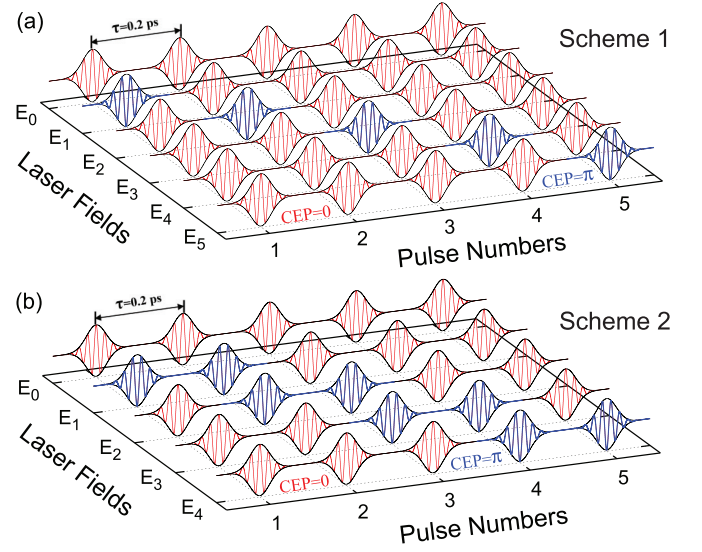 (a)
τ=0.2 ps
Scheme 1
E0
E1
E2
E3
E4
E5
Laser Fields
CEP=0
CEP=π
1
2
3
4
5
Pulse Numbers
(b)
τ=0.2 ps
Scheme 2
E0
E1
E2
E3
E4
Laser Fields
CEP=0
CEP=π
1
2
3
4
5
Pulse Numbers